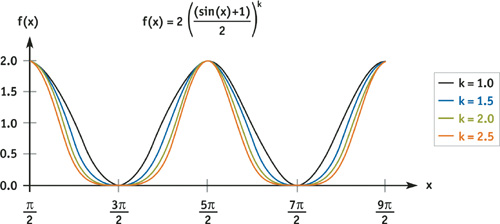 f(x)
f(x) = 2 ( (sin(x)+1) / 2 )^k
2.0
1.5
1.0
0.5
0.0
x
π/2 3π/2 5π/2 7π/2 9π/2
k = 1.0
k = 1.5
k = 2.0
k = 2.5